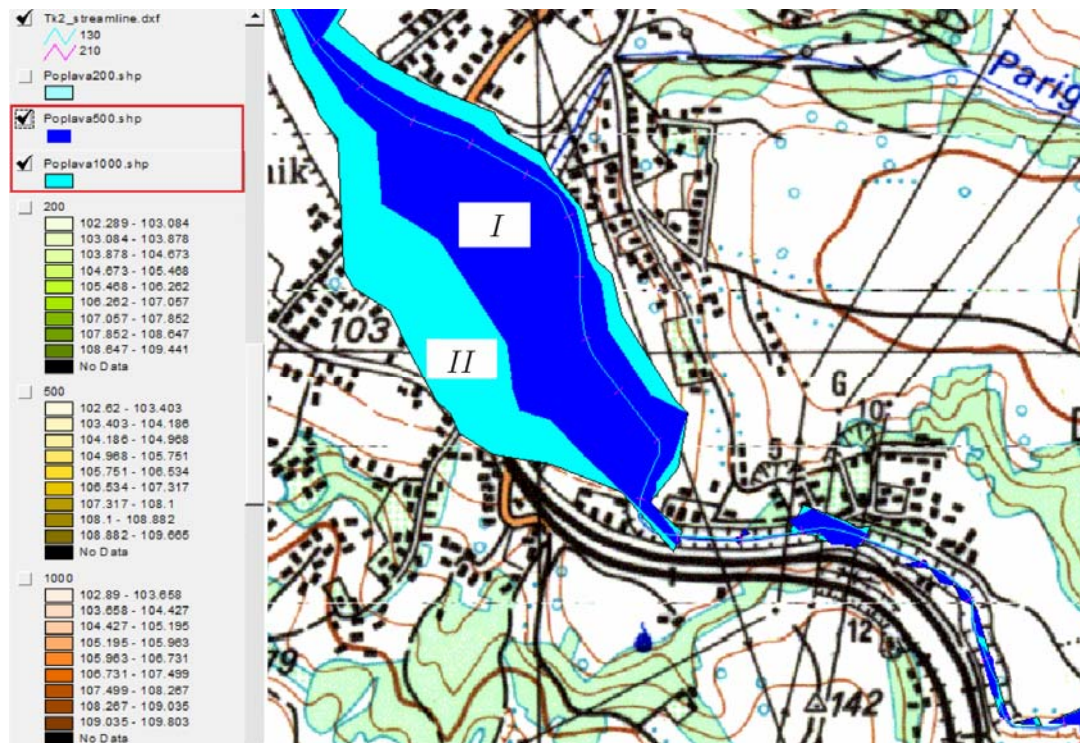 Tk2_streamline.dxf
130
210
Poplava200.shp
Poplava500.shp
Poplava1000.shp
200
102.289 - 103.084
103.084 - 103.878
103.878 - 104.673
104.673 - 105.468
105.468 - 106.262
106.262 - 107.057
107.057 - 107.852
107.852 - 108.647
108.647 - 109.441
No Data
500
102.62 - 103.403
103.403 - 104.186
104.186 - 104.968
104.968 - 105.751
105.751 - 106.534
106.534 - 107.317
107.317 - 108.1
108.1 - 108.882
108.882 - 109.665
No Data
1000
102.89 - 103.658
103.658 - 104.427
104.427 - 105.195
105.195 - 105.963
105.963 - 106.731
106.731 - 107.499
107.499 - 108.267
108.267 - 109.035
109.035 - 109.803
No Data
Parig
nik
I
103
II
6
10
5
12
142